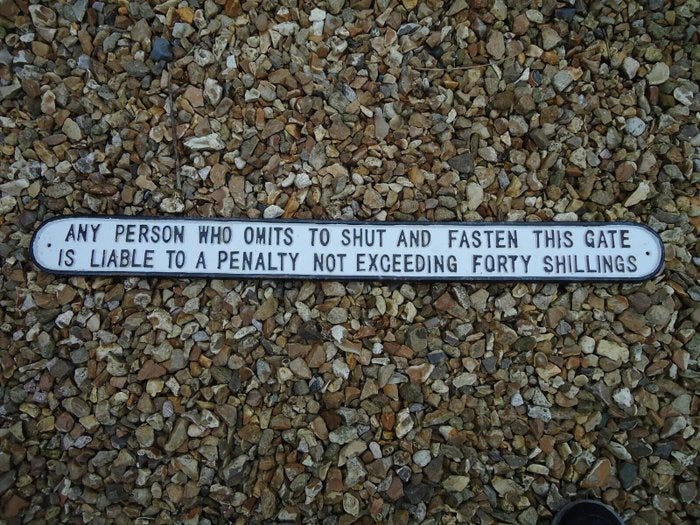 ANY PERSON WHO OMITS TO SHUT AND FASTEN THIS GATE
IS LIABLE TO A PENALTY NOT EXCEEDING FORTY SHILLINGS